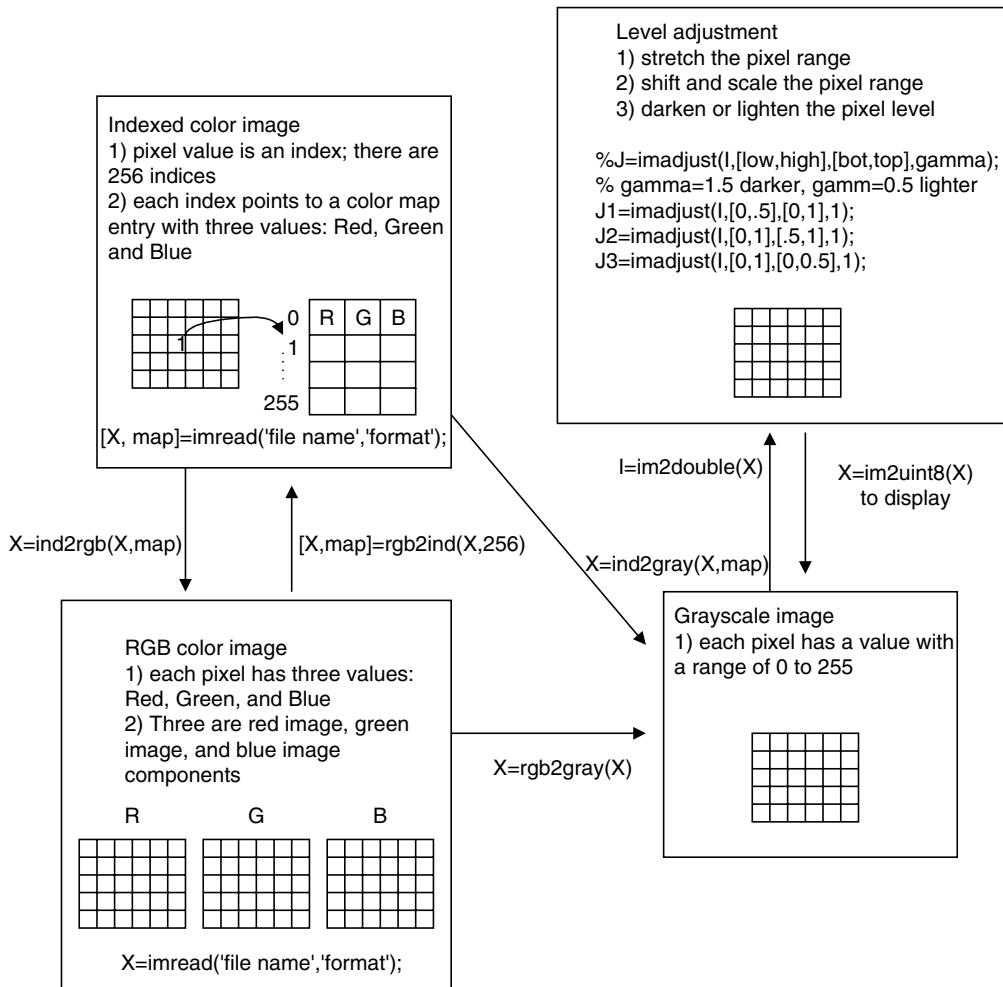 Level adjustment
1) stretch the pixel range
2) shift and scale the pixel range
3) darken or lighten the pixel level
%J=imadjust(I,[low,high],[bot,top],gamma);
% gamma=1.5 darker, gamm=0.5 lighter
J1=imadjust(I,[0,.5],[0,1],1);
J2=imadjust(I,[0,1],[.5,1],1);
J3=imadjust(I,[0,1],[0,0.5],1);
Indexed color image
1) pixel value is an index; there are
256 indices
2) each index points to a color map
entry with three values: Red, Green
and Blue
0 R G B
1 1
255
[X, map]=imread('file name','format');
I=im2double(X)
X=im2uint8(X)
to display
X=ind2rgb(X,map)
[X,map]=rgb2ind(X,256)
X=ind2gray(X,map)
RGB color image
1) each pixel has three values:
Red, Green, and Blue
2) Three are red image, green
image, and blue image
components
R G B
X=imread('file name','format');
X=rgb2gray(X)
Grayscale image
1) each pixel has a value with
a range of 0 to 255